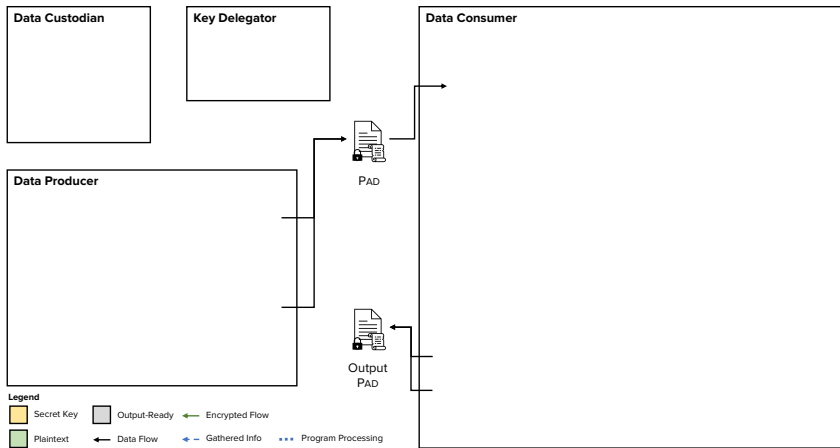 Data Custodian
Key Delegator
Data Consumer
PAD
Data Producer
Output
PAD
Legend
Secret Key
Output-Ready
Encrypted Flow
Plaintext
Data Flow
Gathered Info
Program Processing